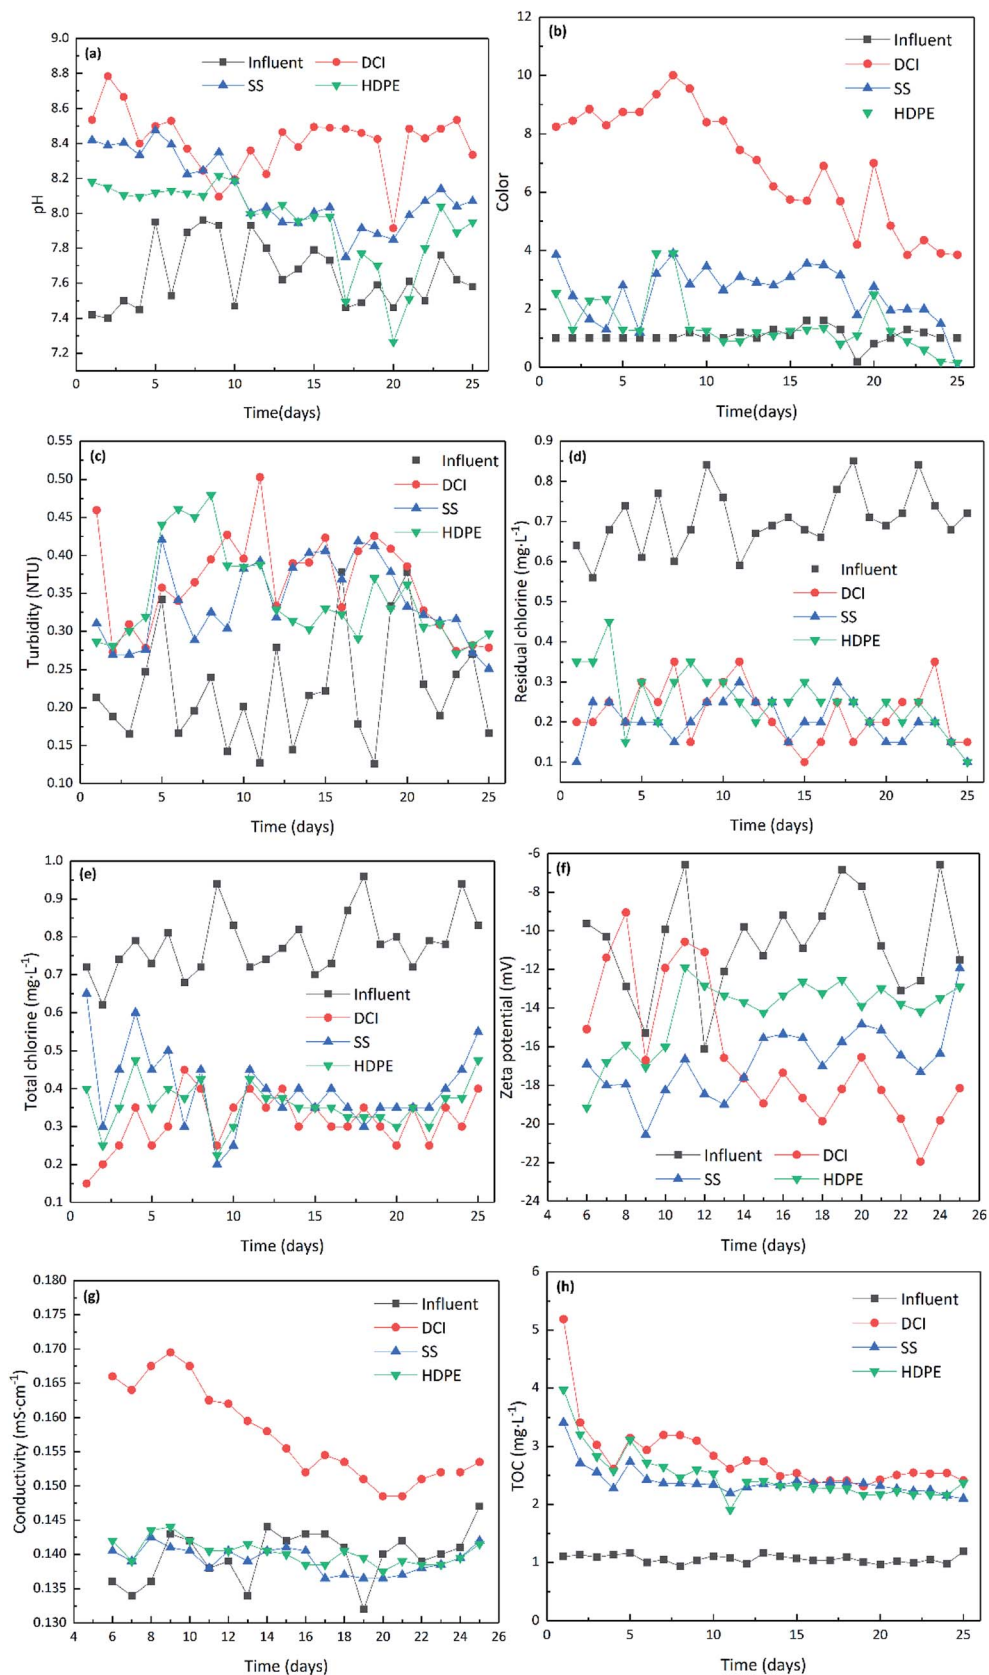 (a)
Influent
DCI
SS
HDPE
9.0
8.8
8.6
8.4
8.2
8.0
7.8
7.6
7.4
7.2
pH
0 5 10 15 20 25
Time(days)
(b)
Influent
DCI
SS
HDPE
12
10
8
6
4
2
0
Color
0 5 10 15 20 25
Time(days)
(c)
Influent
DCI
SS
HDPE
0.55
0.50
0.45
0.40
0.35
0.30
0.25
0.20
0.15
0.10
Turbidity (NTU)
0 5 10 15 20 25
Time (days)
(d)
Influent
DCI
SS
HDPE
0.9
0.8
0.7
0.6
0.5
0.4
0.3
0.2
0.1
Residual chlorine (mg·L⁻¹)
0 5 10 15 20 25
Time (days)
(e)
Influent
DCI
SS
HDPE
1.0
0.9
0.8
0.7
0.6
0.5
0.4
0.3
0.2
0.1
Total chlorine (mg·L⁻¹)
0 5 10 15 20 25
Time (days)
(f)
Influent
DCI
SS
HDPE
-6
-8
-10
-12
-14
-16
-18
-20
-22
-24
Zeta potential (mV)
4 6 8 10 12 14 16 18 20 22 24 26
Time (days)
(g)
Influent
DCI
SS
HDPE
0.180
0.175
0.170
0.165
0.160
0.155
0.150
0.145
0.140
0.135
0.130
Conductivity (mS·cm⁻¹)
4 6 8 10 12 14 16 18 20 22 24 26
Time (days)
(h)
Influent
DCI
SS
HDPE
6
5
4
3
2
1
0
TOC (mg·L⁻¹)
0 5 10 15 20 25
Time (days)